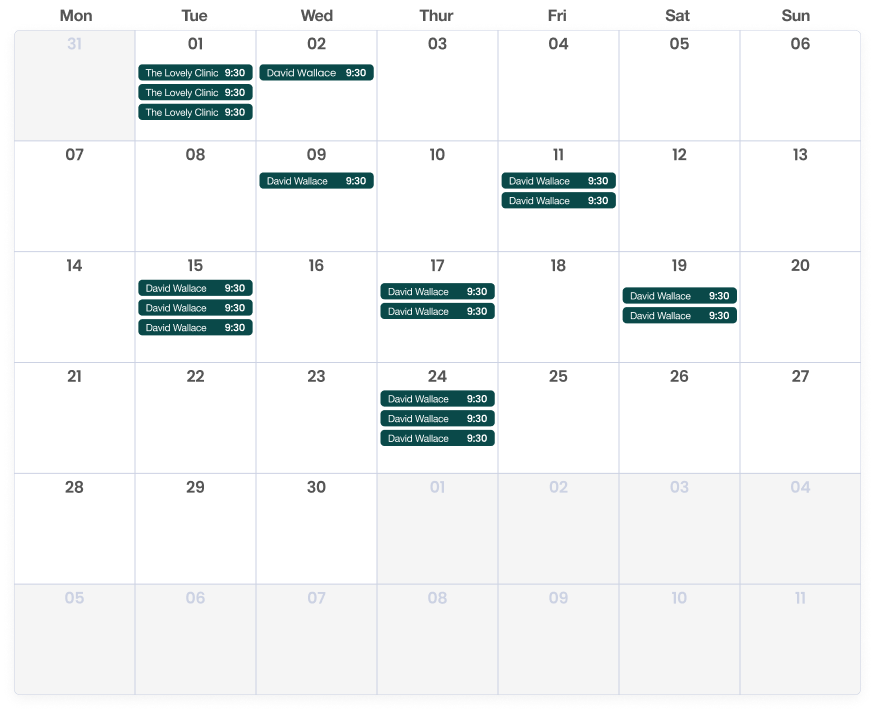 Mon Tue Wed Thur Fri Sat Sun
31 01 02 03 04 05 06
The Lovely Clinic 9:30 David Wallace 9:30
The Lovely Clinic 9:30
The Lovely Clinic 9:30
07 08 09 10 11 12 13
David Wallace 9:30 David Wallace 9:30
David Wallace 9:30
14 15 16 17 18 19 20
David Wallace 9:30 David Wallace 9:30 David Wallace 9:30
David Wallace 9:30 David Wallace 9:30 David Wallace 9:30
David Wallace 9:30
21 22 23 24 25 26 27
David Wallace 9:30
David Wallace 9:30
David Wallace 9:30
28 29 30 01 02 03 04
05 06 07 08 09 10 11